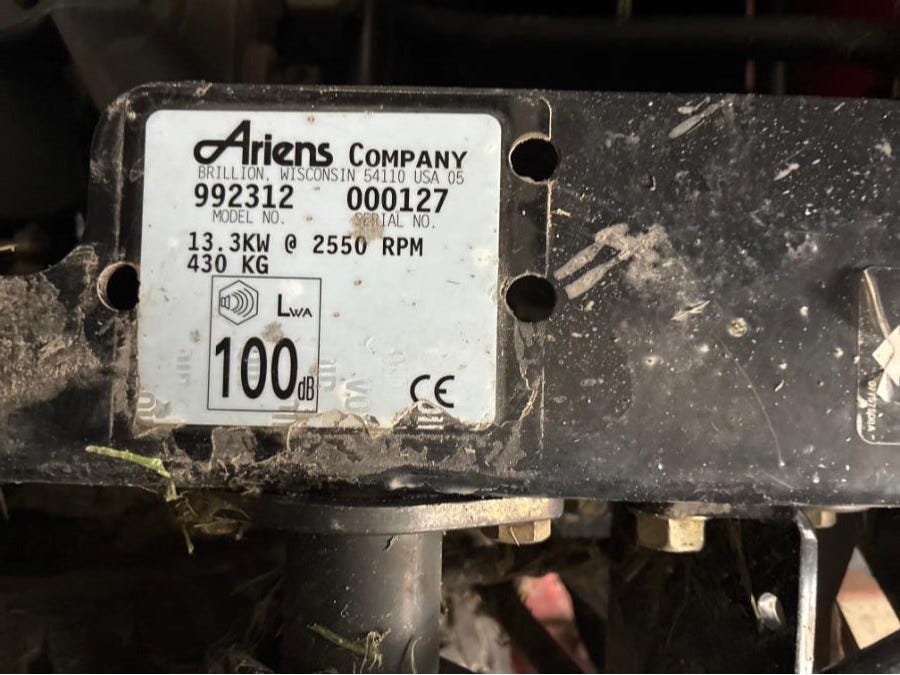 Ariens COMPANY
BRILLION, WISCONSIN 54110 USA 05
992312 000127
MODEL NO. SERIAL NO.
13.3KW @ 2550 RPM
430 KG
LWA
100dB
CE